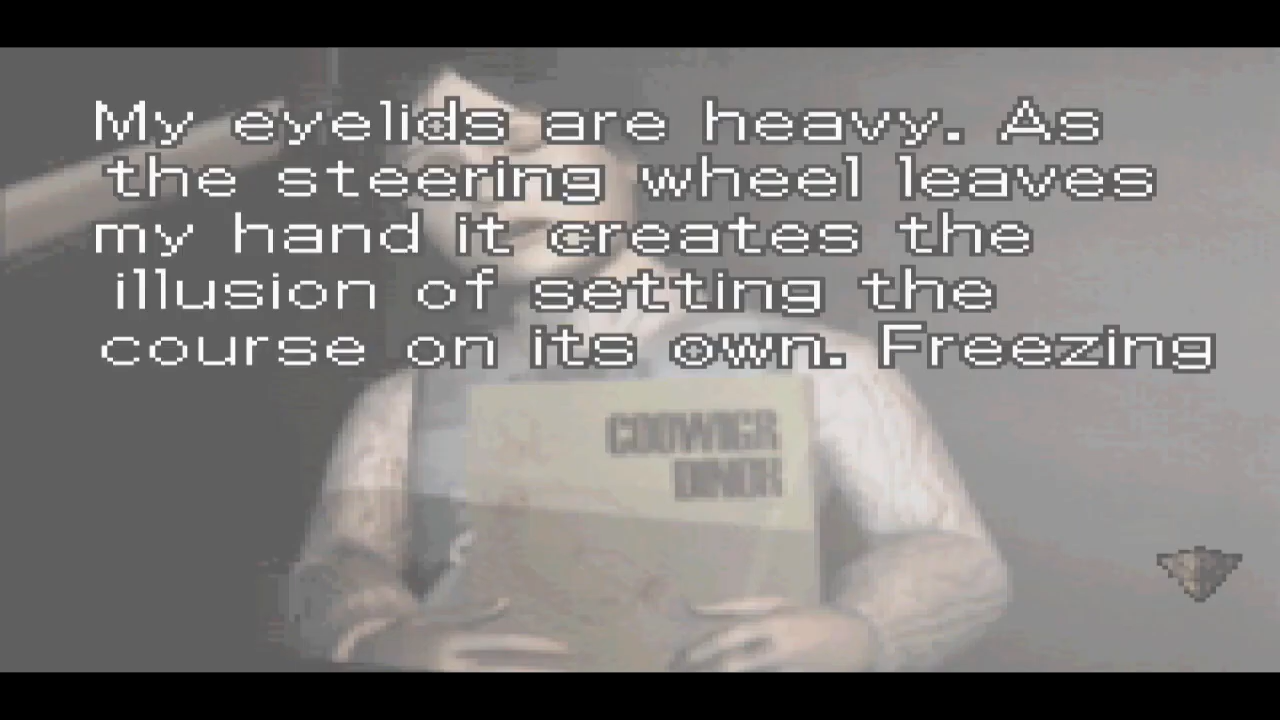 My eyelids are heavy. As
the steering wheel leaves
my hand it creates the
illusion of setting the
course on its own. Freezing